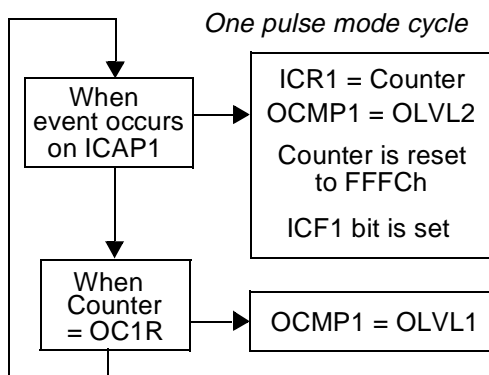 One pulse mode cycle
When
event occurs
on ICAP1
ICR1 = Counter
OCMP1 = OLVL2
Counter is reset
to FFFCh
ICF1 bit is set
When
Counter
= OC1R
OCMP1 = OLVL1